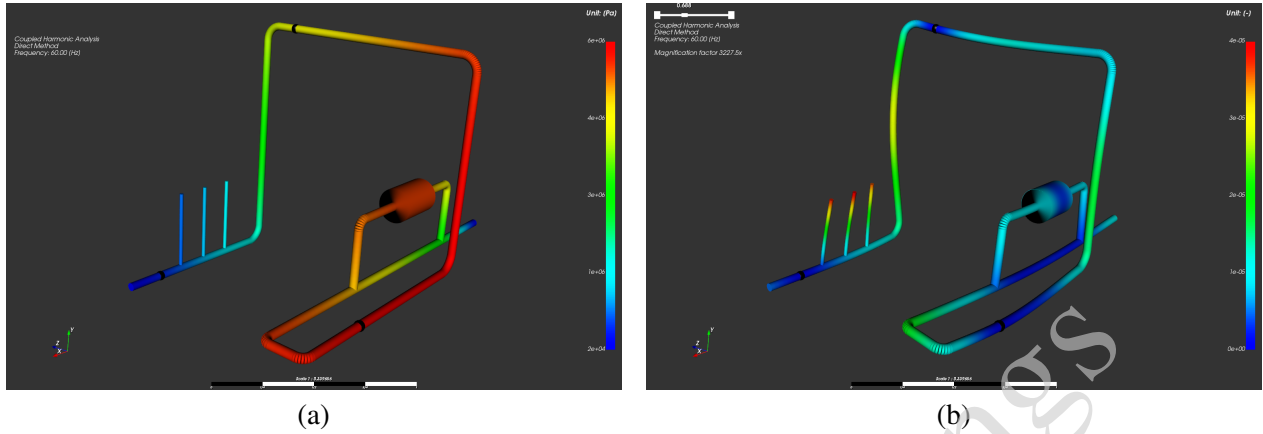 Unit: (Pa)
Coupled Harmonic Analysis
Direct Method
Frequency: 60.00 (Hz)
6e+06
4e+06
3e+06
1e+06
2e+04
Y
Z
X
(a)
0.688
Unit: (-)
Coupled Harmonic Analysis
Direct Method
Frequency: 60.00 (Hz)
Magnification factor 3227.5x
4e-05
3e-05
2e-05
1e-05
0e+00
Y
Z
X
(b)
ngs